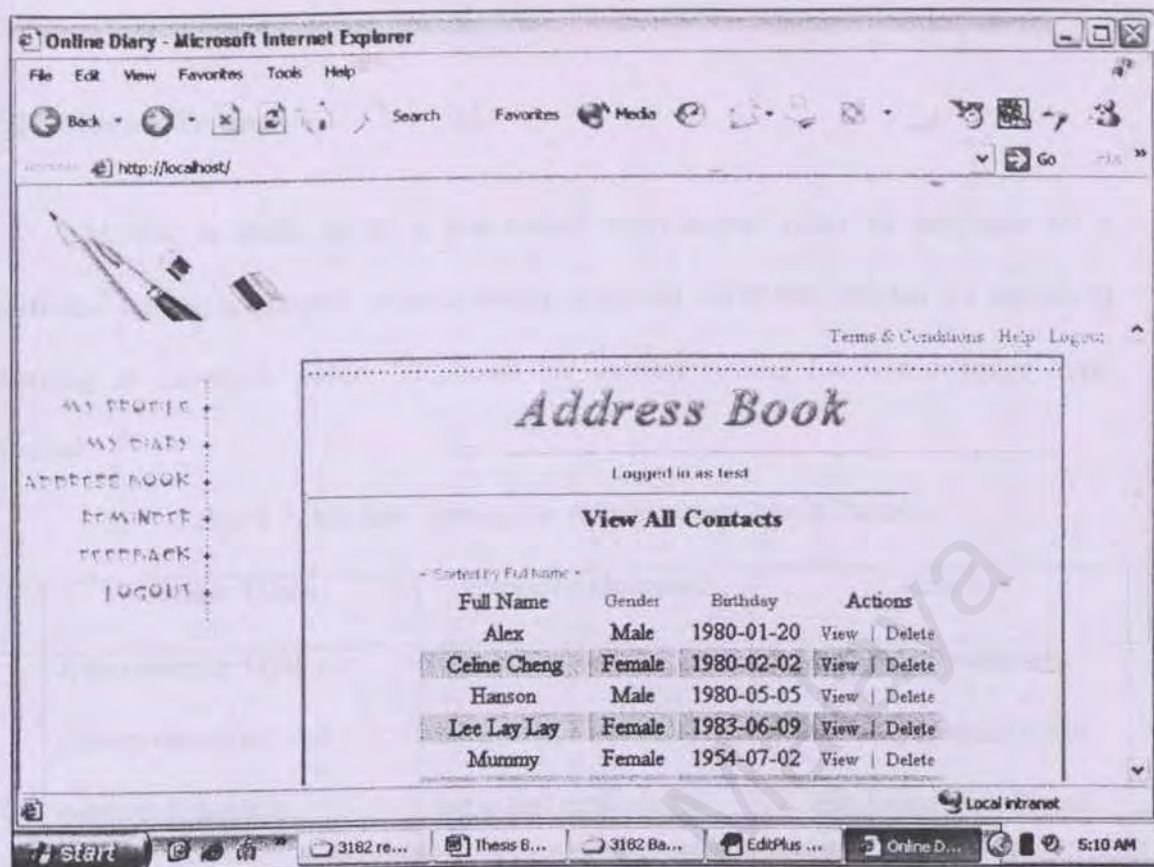 Online Diary - Microsoft Internet Explorer
File Edit View Favorites Tools Help
Back Search Favorites Media
http://localhost/ Go
Terms & Conditions Help Logout
MY PROFILE
MY DIARY
ADDRESS BOOK
REMINDER
FEEDBACK
LOGOUT
Address Book
Logged in as test
View All Contacts
- Sorted by Full Name -
Full Name Gender Birthday Actions
Alex Male 1980-01-20 View | Delete
Celine Cheng Female 1980-02-02 View | Delete
Hanson Male 1980-05-05 View | Delete
Lee Lay Lay Female 1983-06-09 View | Delete
Mummy Female 1954-07-02 View | Delete
Local intranet
start 3182 re... Thesis B... 3182 Ba... EditPlus ... Online D... 5:10 AM